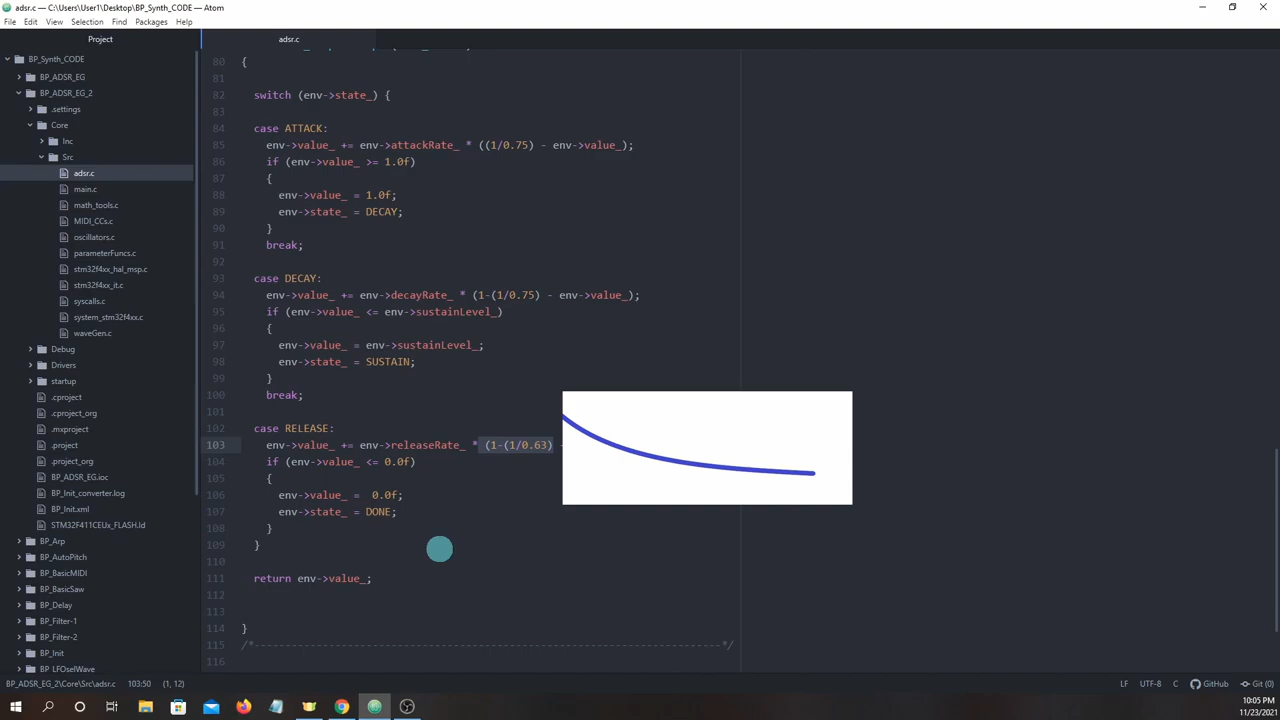 adsr.c — C:\Users\User1\Desktop\BP_Synth_CODE — Atom
File Edit View Selection Find Packages Help
Project
adsr.c
BP_Synth_CODE
BP_ADSR_EG
BP_ADSR_EG_2
.settings
Core
Inc
Src
adsr.c
main.c
math_tools.c
MIDI_CCs.c
oscillators.c
parameterFuncs.c
stm32f4xx_hal_msp.c
stm32f4xx_it.c
syscalls.c
system_stm32f4xx.c
waveGen.c
Debug
Drivers
startup
.cproject
.cproject_org
.mxproject
.project
.project_org
BP_ADSR_EG.ioc
BP_Init_converter.log
BP_Init.xml
STM32F411CEUx_FLASH.ld
BP_Arp
BP_AutoPitch
BP_BasicMIDI
BP_BasicSaw
BP_Delay
BP_Filter-1
BP_Filter-2
BP_Init
BP_LFOselWave
80 {
81
82 switch (env->state_) {
83
84 case ATTACK:
85 env->value_ += env->attackRate_ * ((1/0.75) - env->value_);
86 if (env->value_ >= 1.0f)
87 {
88 env->value_ = 1.0f;
89 env->state_ = DECAY;
90 }
91 break;
92
93 case DECAY:
94 env->value_ += env->decayRate_ * (1-(1/0.75) - env->value_);
95 if (env->value_ <= env->sustainLevel_)
96 {
97 env->value_ = env->sustainLevel_;
98 env->state_ = SUSTAIN;
99 }
100 break;
101
102 case RELEASE:
103 env->value_ += env->releaseRate_ * (1-(1/0.63)
104 if (env->value_ <= 0.0f)
105 {
106 env->value_ = 0.0f;
107 env->state_ = DONE;
108 }
109 }
110
111 return env->value_;
112
113
114 }
115 /*----------------------------------------------------------------------------*/
116
BP_ADSR_EG_2\Core\Src\adsr.c 103:50 (1, 12) LF UTF-8 C GitHub Git (0)
10:05 PM
11/23/2021